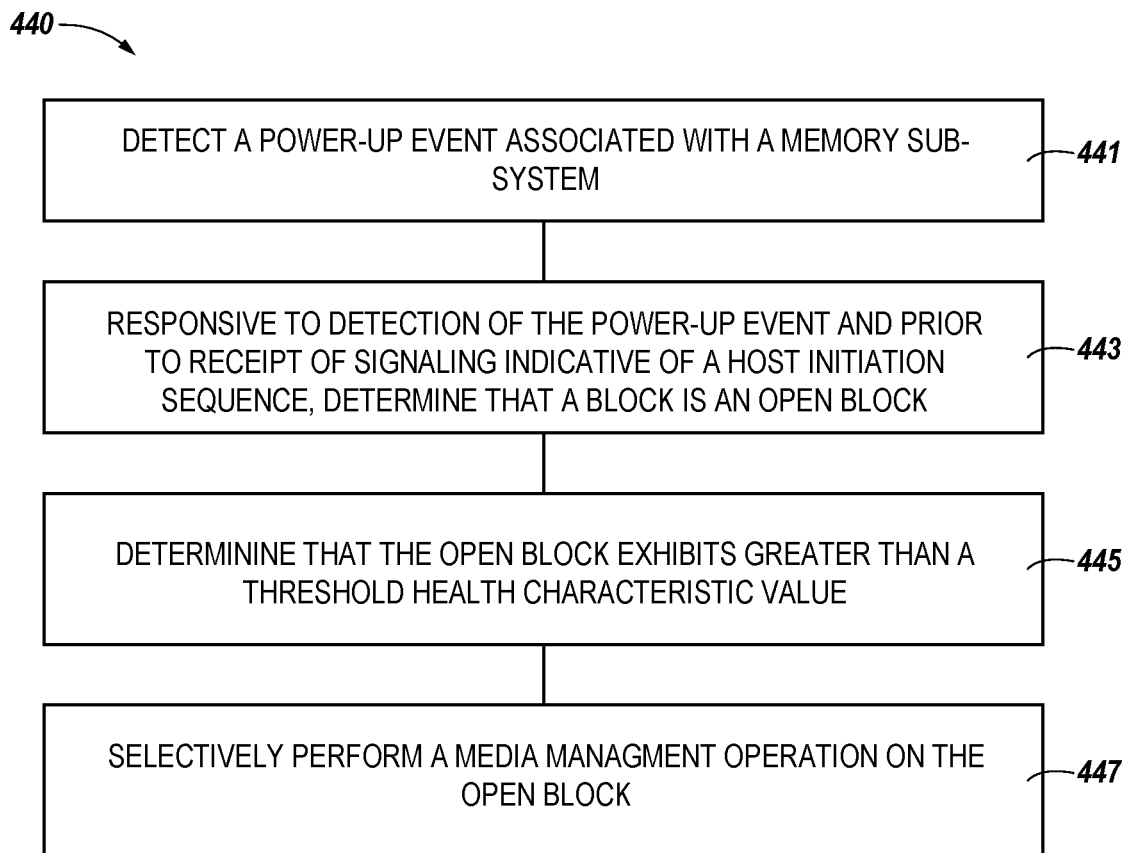 440
DETECT A POWER-UP EVENT ASSOCIATED WITH A MEMORY SUB-
SYSTEM
441
RESPONSIVE TO DETECTION OF THE POWER-UP EVENT AND PRIOR
TO RECEIPT OF SIGNALING INDICATIVE OF A HOST INITIATION
SEQUENCE, DETERMINE THAT A BLOCK IS AN OPEN BLOCK
443
DETERMININE THAT THE OPEN BLOCK EXHIBITS GREATER THAN A
THRESHOLD HEALTH CHARACTERISTIC VALUE
445
SELECTIVELY PERFORM A MEDIA MANAGMENT OPERATION ON THE
OPEN BLOCK
447